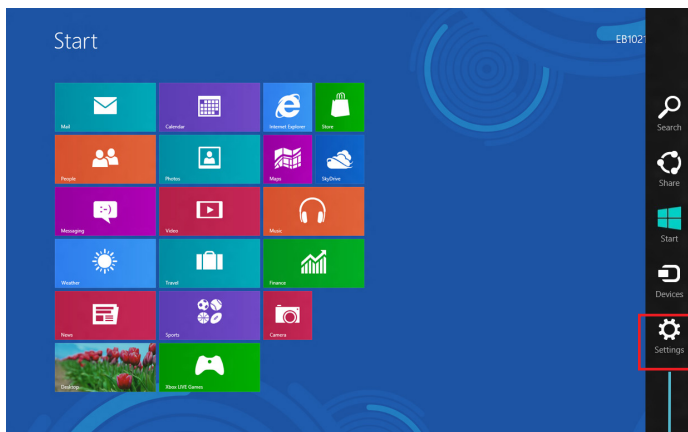 Start
EB1021
Mail
Calendar
Internet Explorer
Store
People
Photos
Maps
SkyDrive
Messaging
:-)
Video
Music
Weather
Travel
Finance
News
Sports
Camera
Desktop
Xbox LIVE Games
Search
Share
Start
Devices
Settings